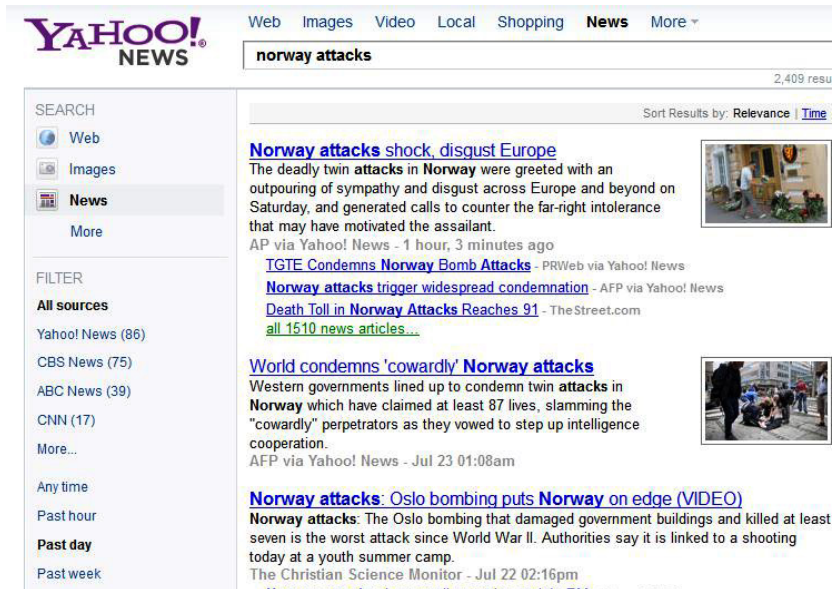 Web Images Video Local Shopping News More
YAHOO!®
NEWS
norway attacks
2,409 resu
SEARCH
Web
Images
News
More
FILTER
All sources
Yahoo! News (86)
CBS News (75)
ABC News (39)
CNN (17)
More...
Any time
Past hour
Past day
Past week
Sort Results by: Relevance | Time
Norway attacks shock, disgust Europe
The deadly twin attacks in Norway were greeted with an
outpouring of sympathy and disgust across Europe and beyond on
Saturday, and generated calls to counter the far-right intolerance
that may have motivated the assailant.
AP via Yahoo! News - 1 hour, 3 minutes ago
TGTE Condemns Norway Bomb Attacks - PRWeb via Yahoo! News
Norway attacks trigger widespread condemnation - AFP via Yahoo! News
Death Toll in Norway Attacks Reaches 91 - TheStreet.com
all 1510 news articles...
World condemns 'cowardly' Norway attacks
Western governments lined up to condemn twin attacks in
Norway which have claimed at least 87 lives, slamming the
"cowardly" perpetrators as they vowed to step up intelligence
cooperation.
AFP via Yahoo! News - Jul 23 01:08am
Norway attacks: Oslo bombing puts Norway on edge (VIDEO)
Norway attacks: The Oslo bombing that damaged government buildings and killed at least
seven is the worst attack since World War II. Authorities say it is linked to a shooting
today at a youth summer camp.
The Christian Science Monitor - Jul 22 02:16pm